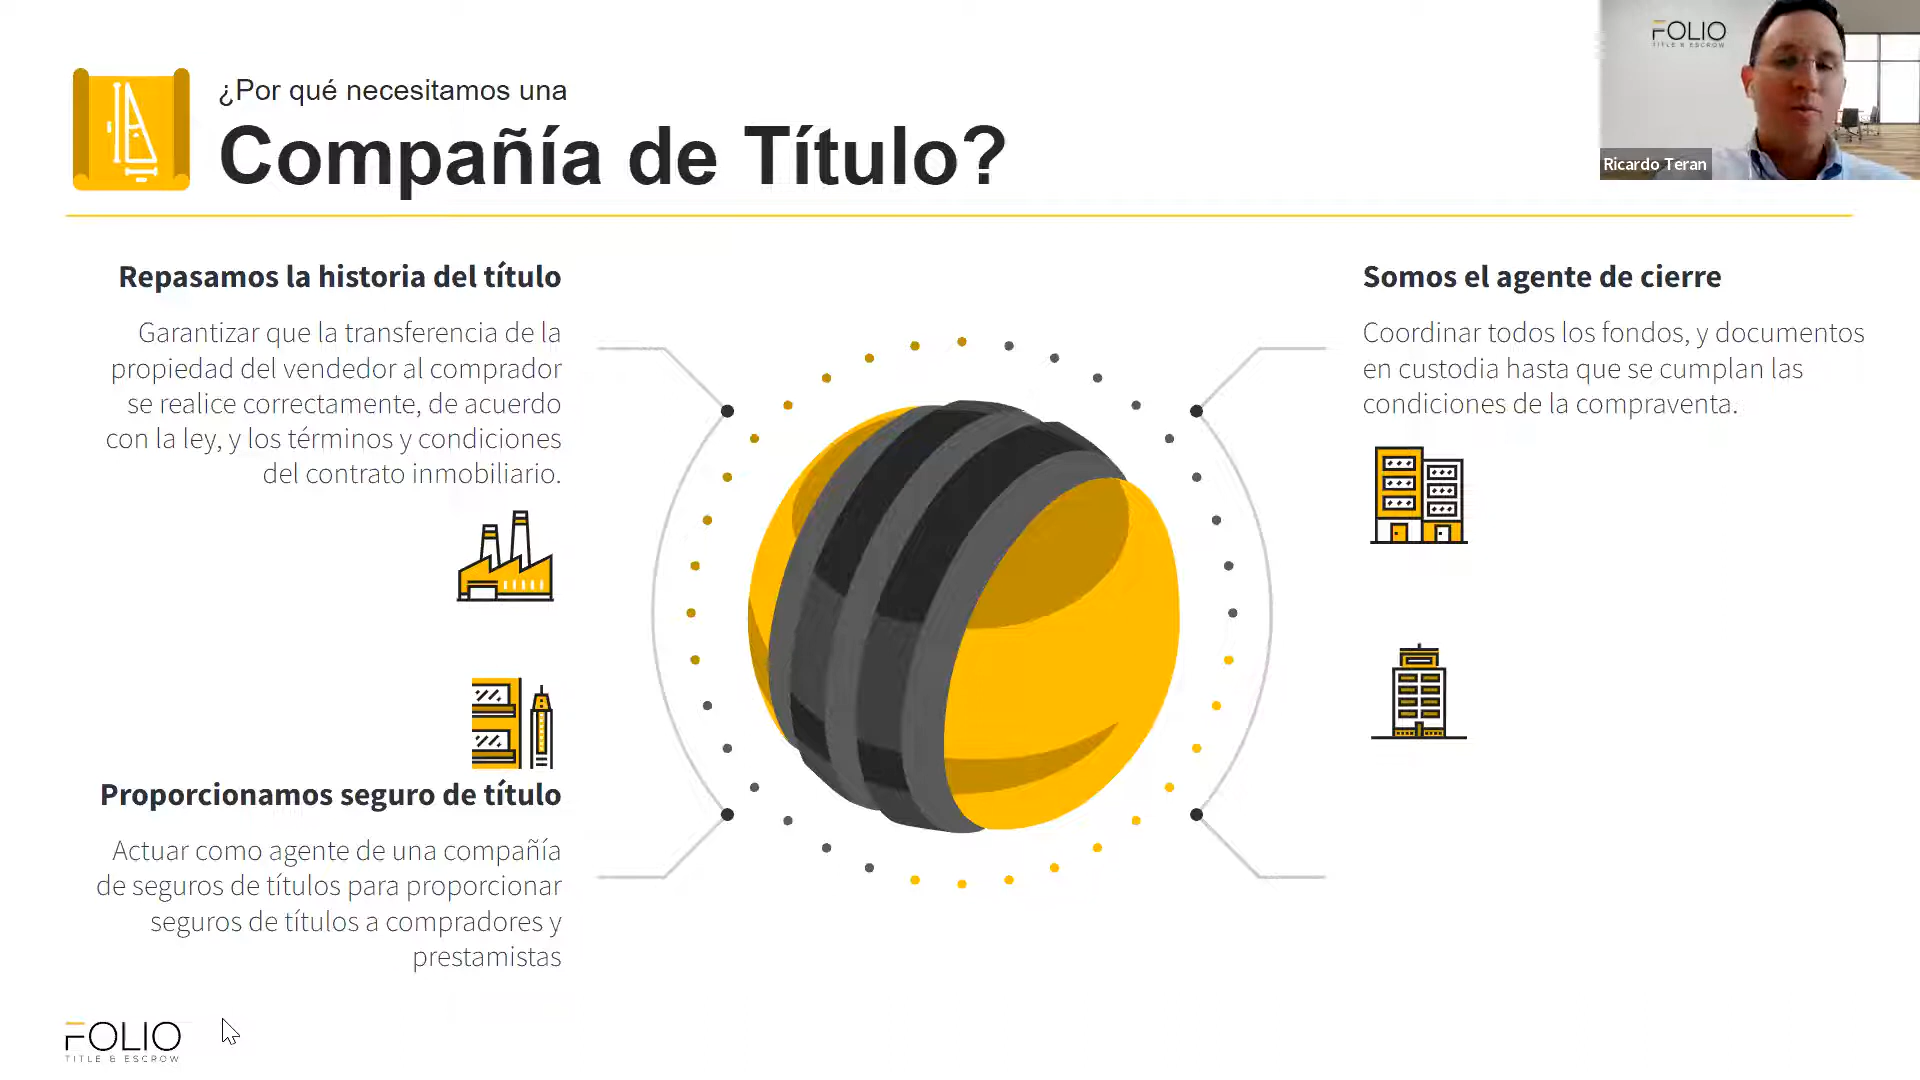 ¿Por qué necesitamos una
Compañía de Título?
FOLIO
TITLE & ESCROW
Ricardo Teran
Repasamos la historia del título
Garantizar que la transferencia de la
propiedad del vendedor al comprador
se realice correctamente, de acuerdo
con la ley, y los términos y condiciones
del contrato inmobiliario.
Somos el agente de cierre
Coordinar todos los fondos, y documentos
en custodia hasta que se cumplan las
condiciones de la compraventa.
Proporcionamos seguro de título
Actuar como agente de una compañía
de seguros de títulos para proporcionar
seguros de títulos a compradores y
prestamistas
FOLIO
TITLE & ESCROW